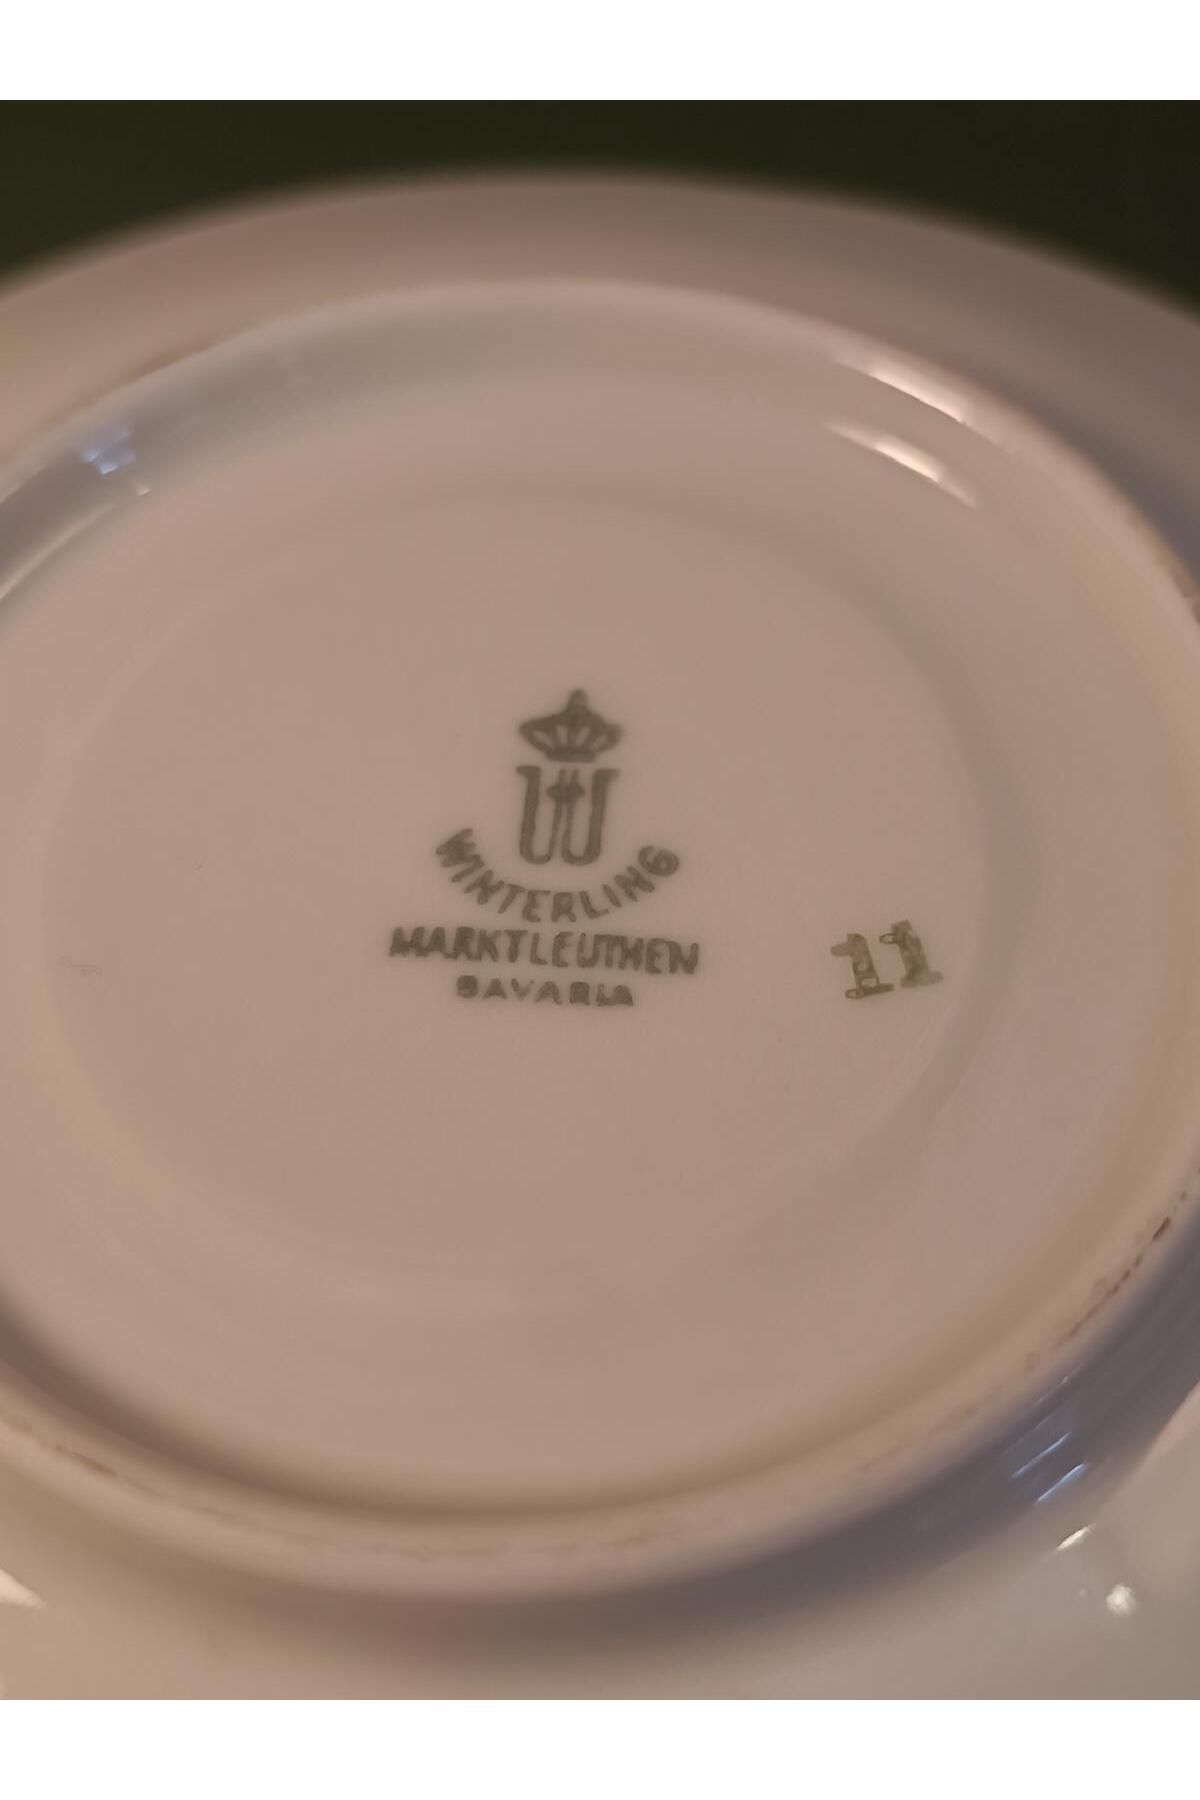 W
WINTERLING
MARKTLEUTHEN
BAVARIA
11